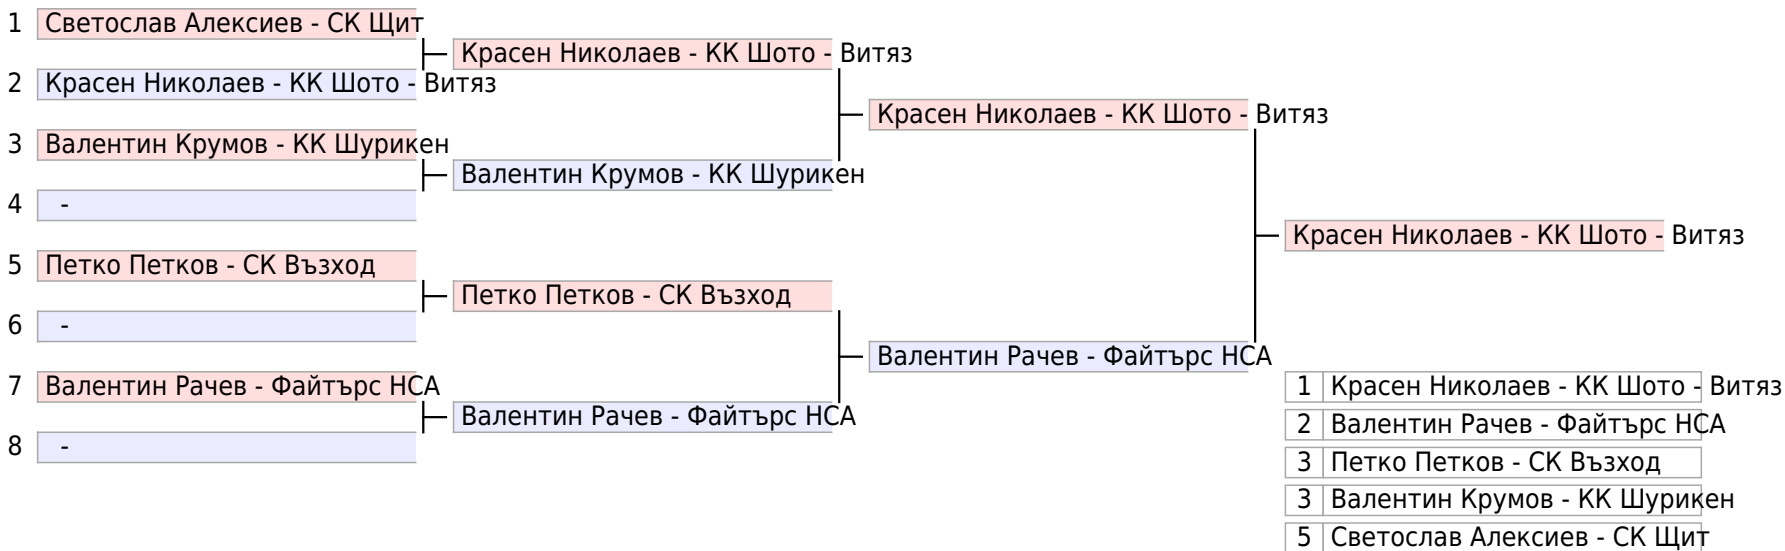 1 Светослав Алексиев - СК Щит
Красен Николаев - КК Шото - Витяз
2 Красен Николаев - КК Шото - Витяз
Красен Николаев - КК Шото - Витяз
3 Валентин Крумов - КК Шурикен
Валентин Крумов - КК Шурикен
4 -
Красен Николаев - КК Шото - Витяз
5 Петко Петков - СК Възход
Петко Петков - СК Възход
6 -
Валентин Рачев - Файтърс НСА
7 Валентин Рачев - Файтърс НСА
Валентин Рачев - Файтърс НСА
8 -
1 Красен Николаев - КК Шото - Витяз
2 Валентин Рачев - Файтърс НСА
3 Петко Петков - СК Възход
3 Валентин Крумов - КК Шурикен
5 Светослав Алексиев - СК Щит